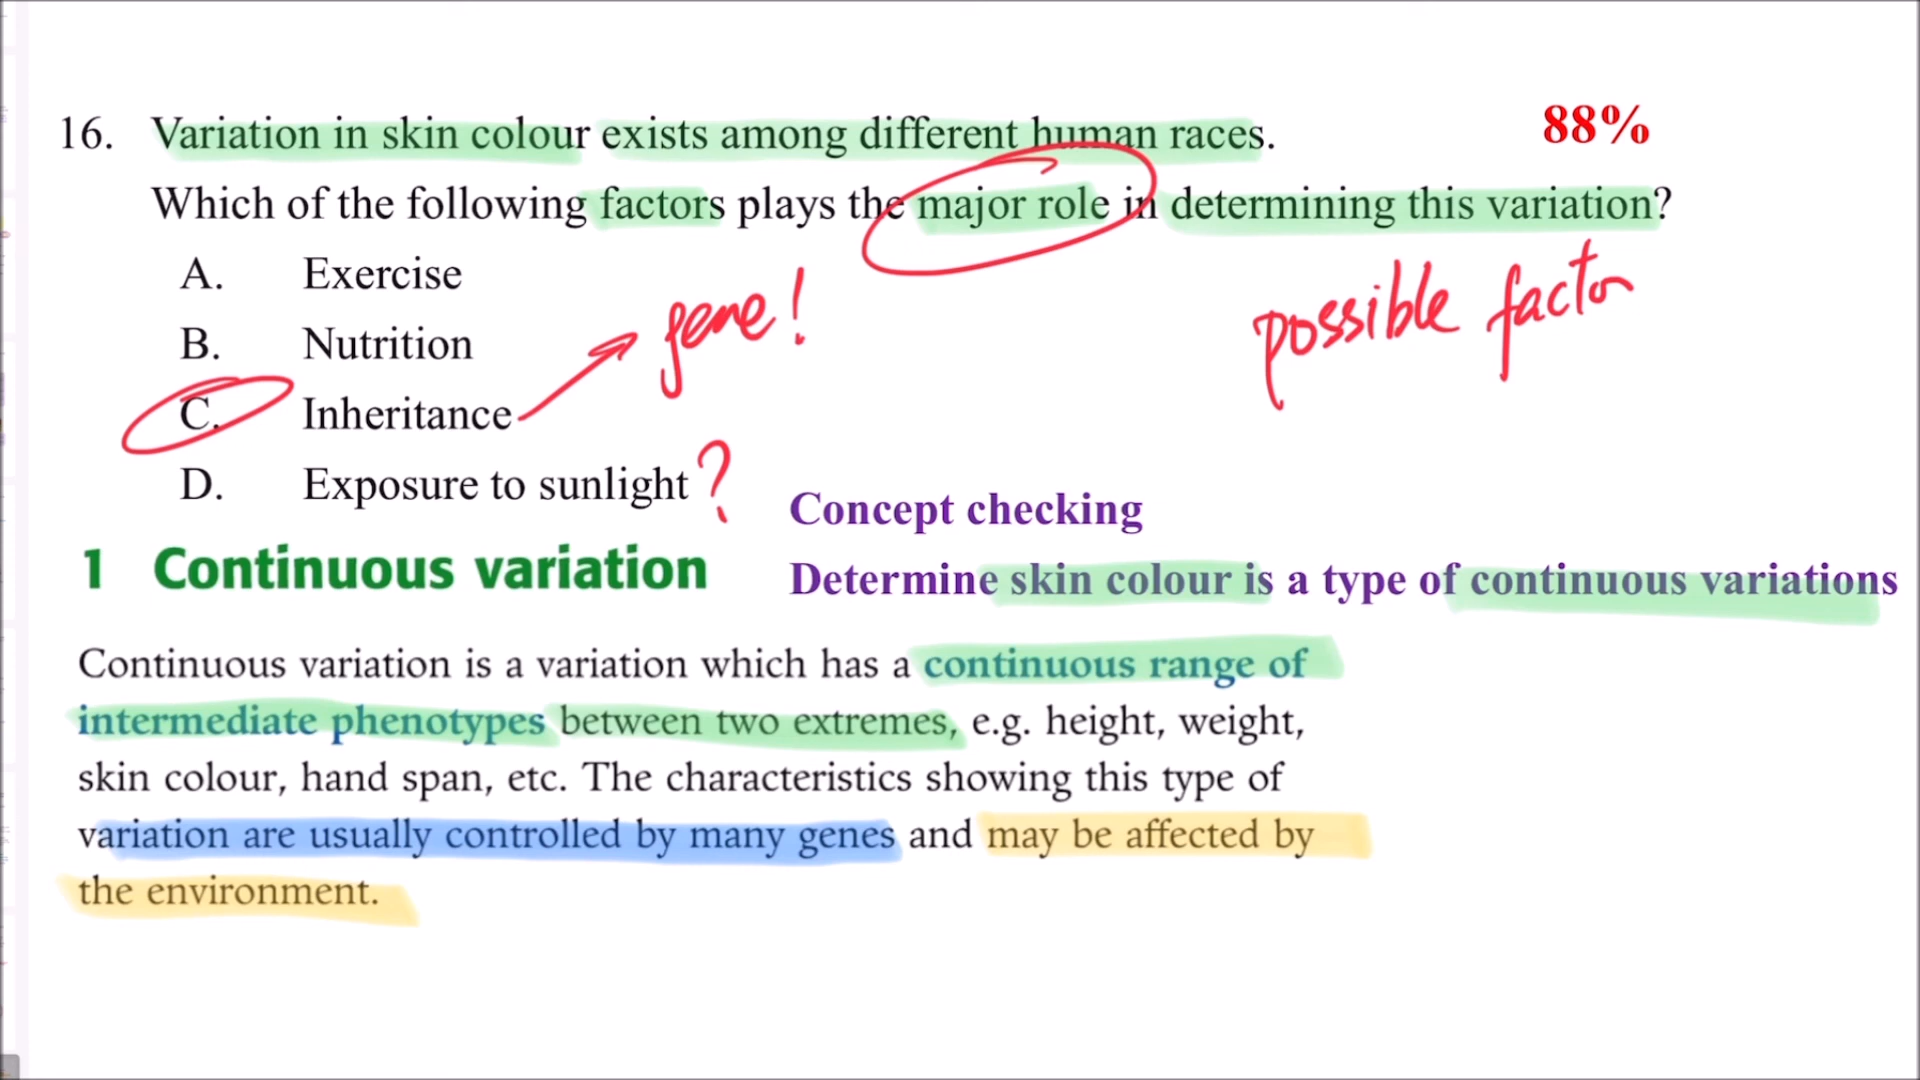 16. Variation in skin colour exists among different human races. 88%
Which of the following factors plays the major role in determining this variation?
A. Exercise
possible factor
gene!
B. Nutrition
C. Inheritance
D. Exposure to sunlight ?
Concept checking
1 Continuous variation
Determine skin colour is a type of continuous variations
Continuous variation is a variation which has a continuous range of
intermediate phenotypes between two extremes, e.g. height, weight,
skin colour, hand span, etc. The characteristics showing this type of
variation are usually controlled by many genes and may be affected by
the environment.